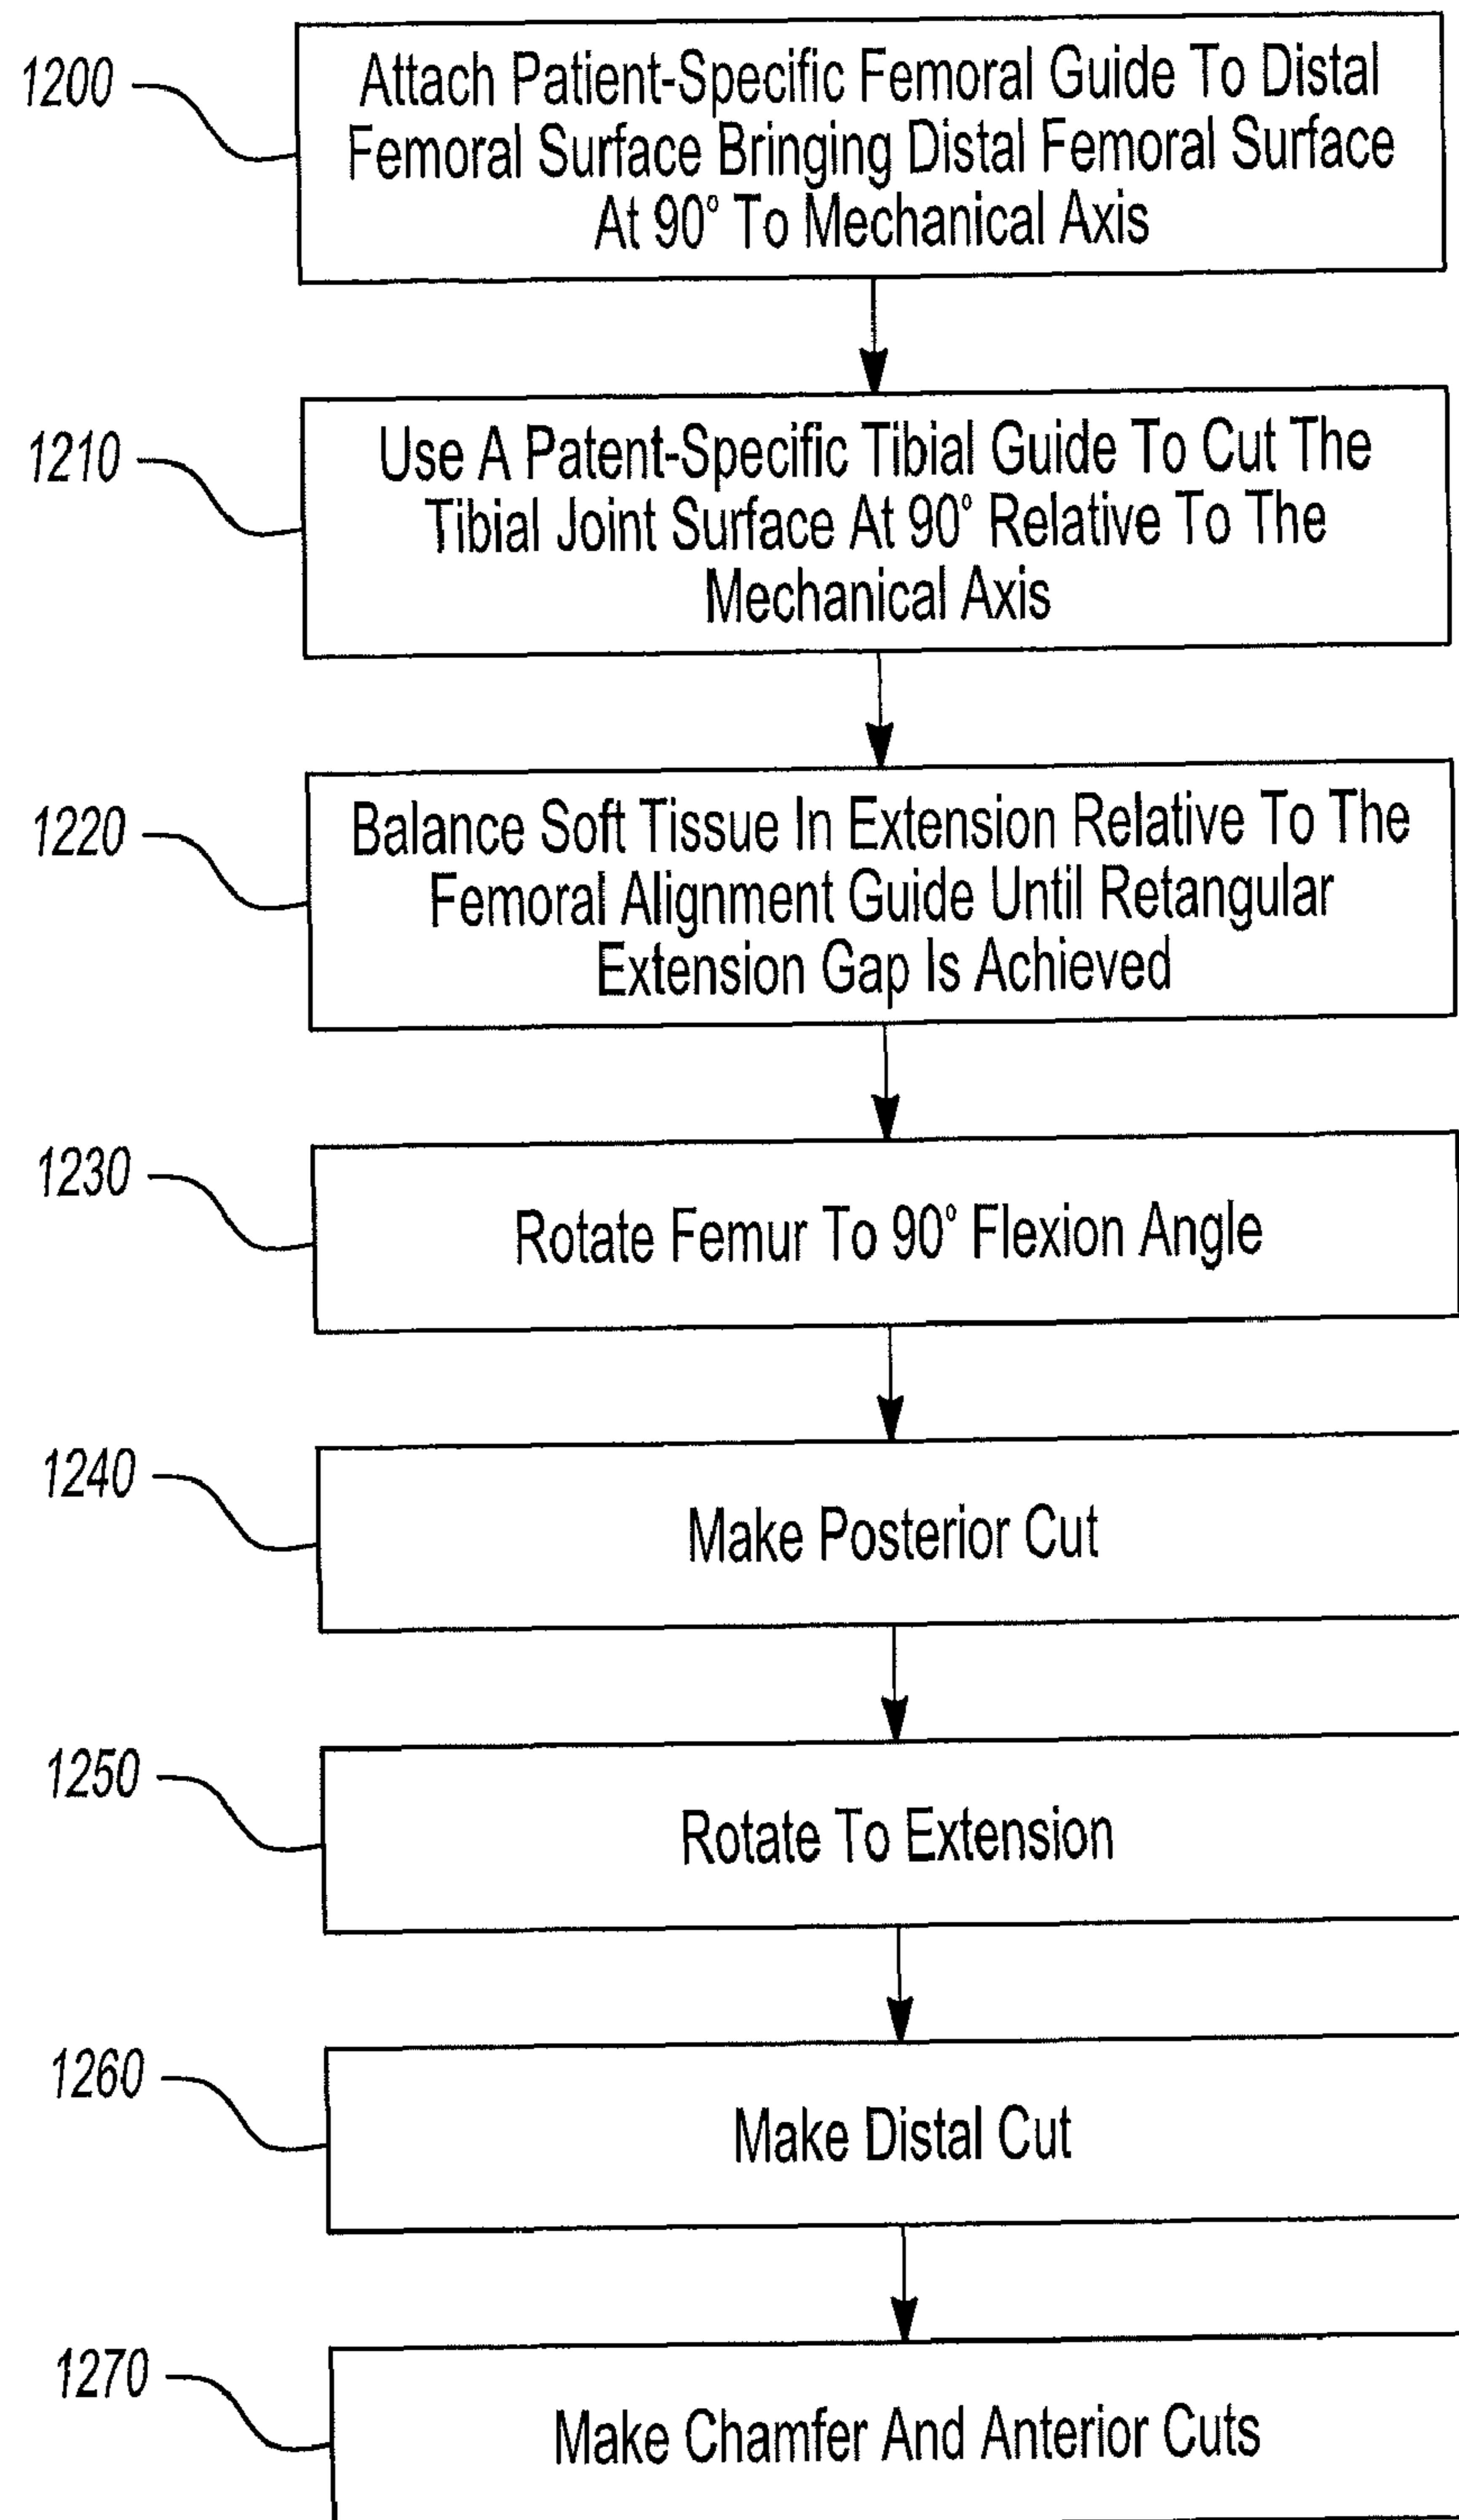 1200
Attach Patient-Specific Femoral Guide To Distal
Femoral Surface Bringing Distal Femoral Surface
At 90° To Mechanical Axis
1210
Use A Patent-Specific Tibial Guide To Cut The
Tibial Joint Surface At 90° Relative To The
Mechanical Axis
1220
Balance Soft Tissue In Extension Relative To The
Femoral Alignment Guide Until Retangular
Extension Gap Is Achieved
1230
Rotate Femur To 90° Flexion Angle
1240
Make Posterior Cut
1250
Rotate To Extension
1260
Make Distal Cut
1270
Make Chamfer And Anterior Cuts